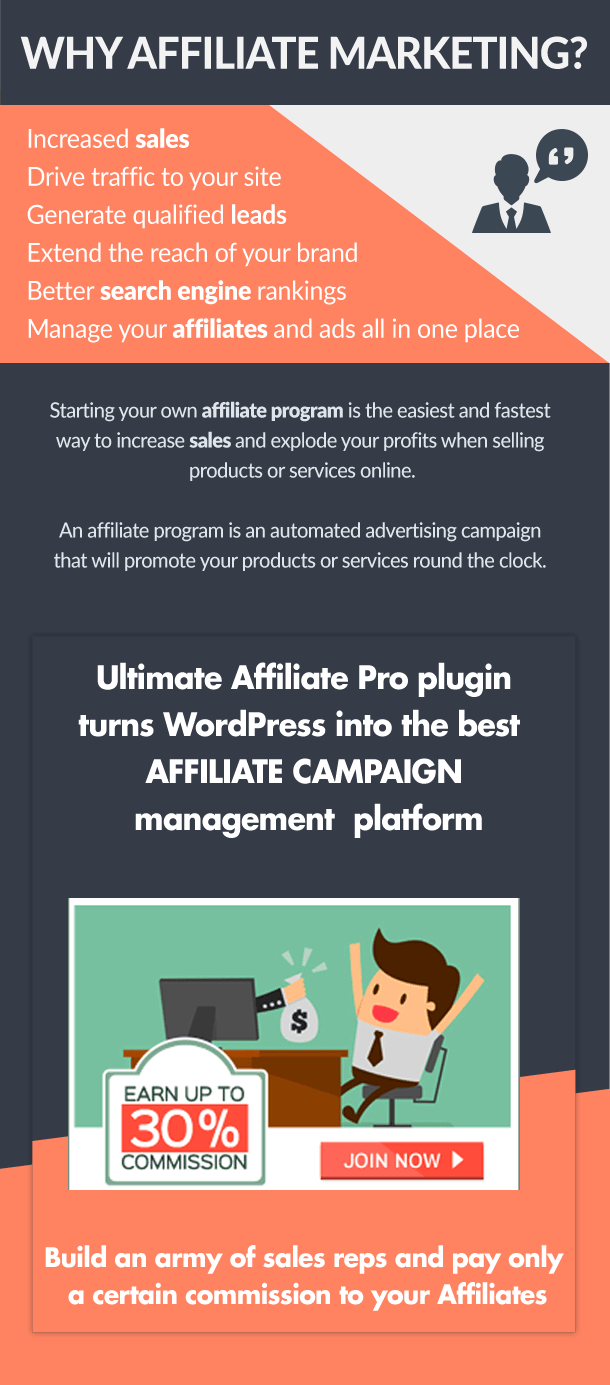 WHY AFFILIATE MARKETING?
Increased sales
Drive traffic to your site
Generate qualified leads
Extend the reach of your brand
Better search engine rankings
Manage your affiliates and ads all in one place
Starting your own affiliate program is the easiest and fastest
way to increase sales and explode your profits when selling
products or services online.
An affiliate program is an automated advertising campaign
that will promote your products or services round the clock.
Ultimate Affiliate Pro plugin
turns WordPress into the best
AFFILIATE CAMPAIGN
management platform
$
EARN UP TO
30%
COMMISSION
JOIN NOW
Build an army of sales reps and pay only
a certain commission to your Affiliates